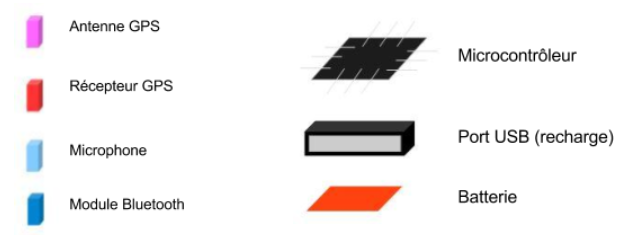 Antenne GPS
Récepteur GPS
Microphone
Module Bluetooth
Microcontrôleur
Port USB (recharge)
Batterie